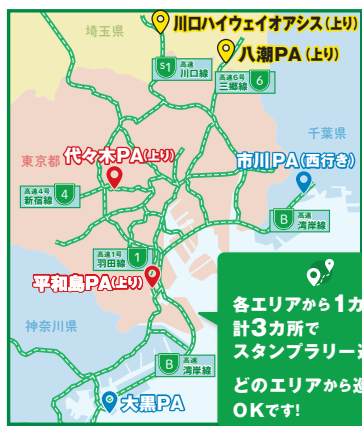 埼玉県
川口ハイウェイオアシス(上り)
八潮PA(上り)
S1
高速
川口線
高速6号
三郷線
6
千葉県
東京都
代々木PA(上り)
市川PA(西行き)
高速4号
新宿線
4
B
高速
湾岸線
高速1号
羽田線
1
平和島PA(上り)
神奈川県
B
高速
湾岸線
大黒PA
各エリアから1カ
計3カ所で
スタンプラリー
どのエリアから
OKです!